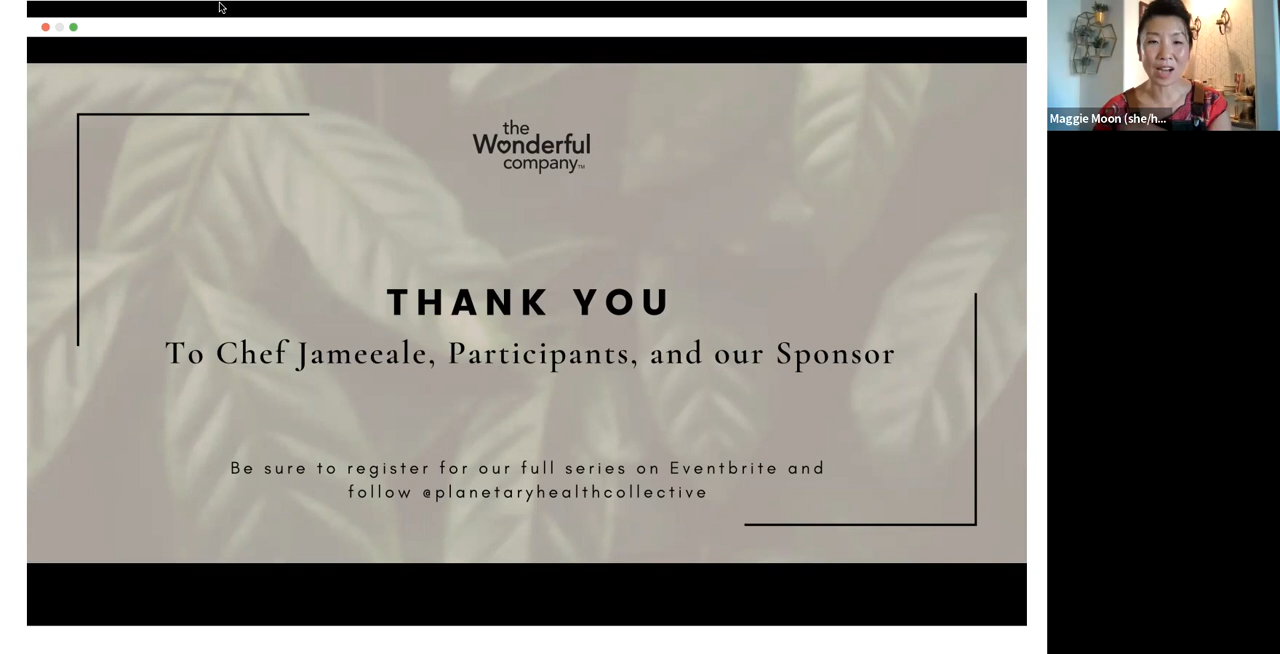 the
Wonderful
company™
THANK YOU
To Chef Jameeale, Participants, and our Sponsor
Be sure to register for our full series on Eventbrite and
follow @planetaryhealthcollective
Maggie Moon (she/h...